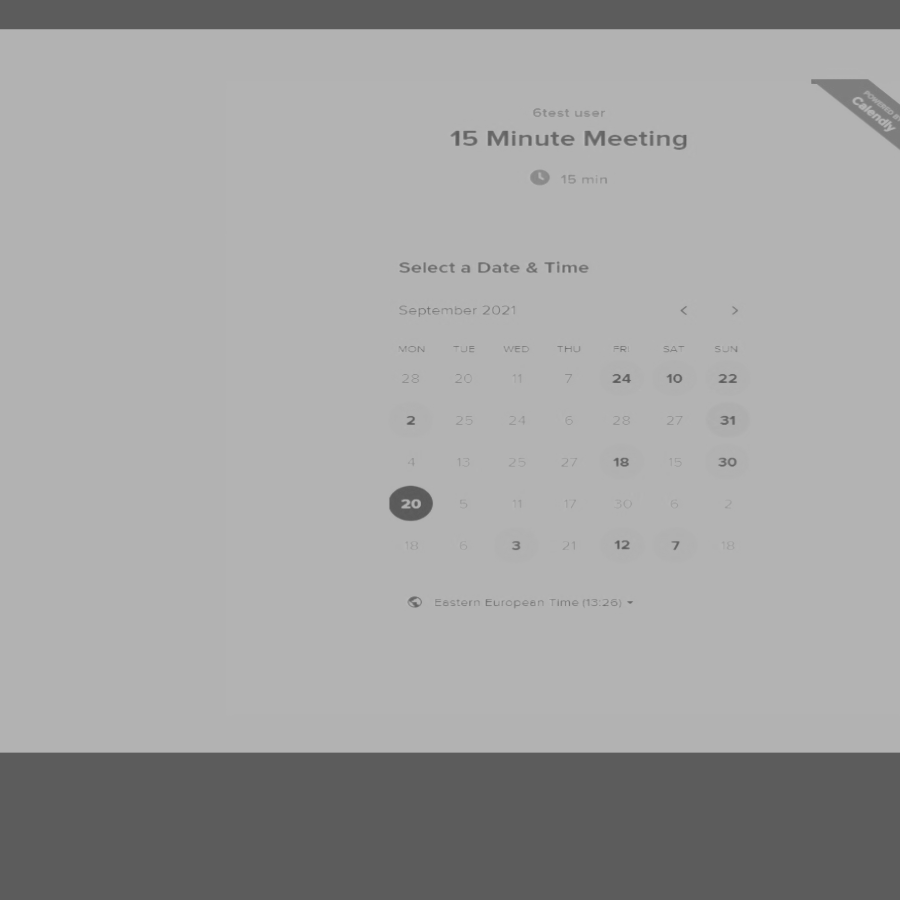 POWERED BY
Calendly
6test user
15 Minute Meeting
15 min
Select a Date & Time
September 2021
MON TUE WED THU FRI SAT SUN
28 20 11 7 24 10 22
2 25 24 6 28 27 31
4 13 25 27 18 15 30
20 5 11 17 30 6 2
18 6 3 21 12 7 18
Eastern European Time (13:26)